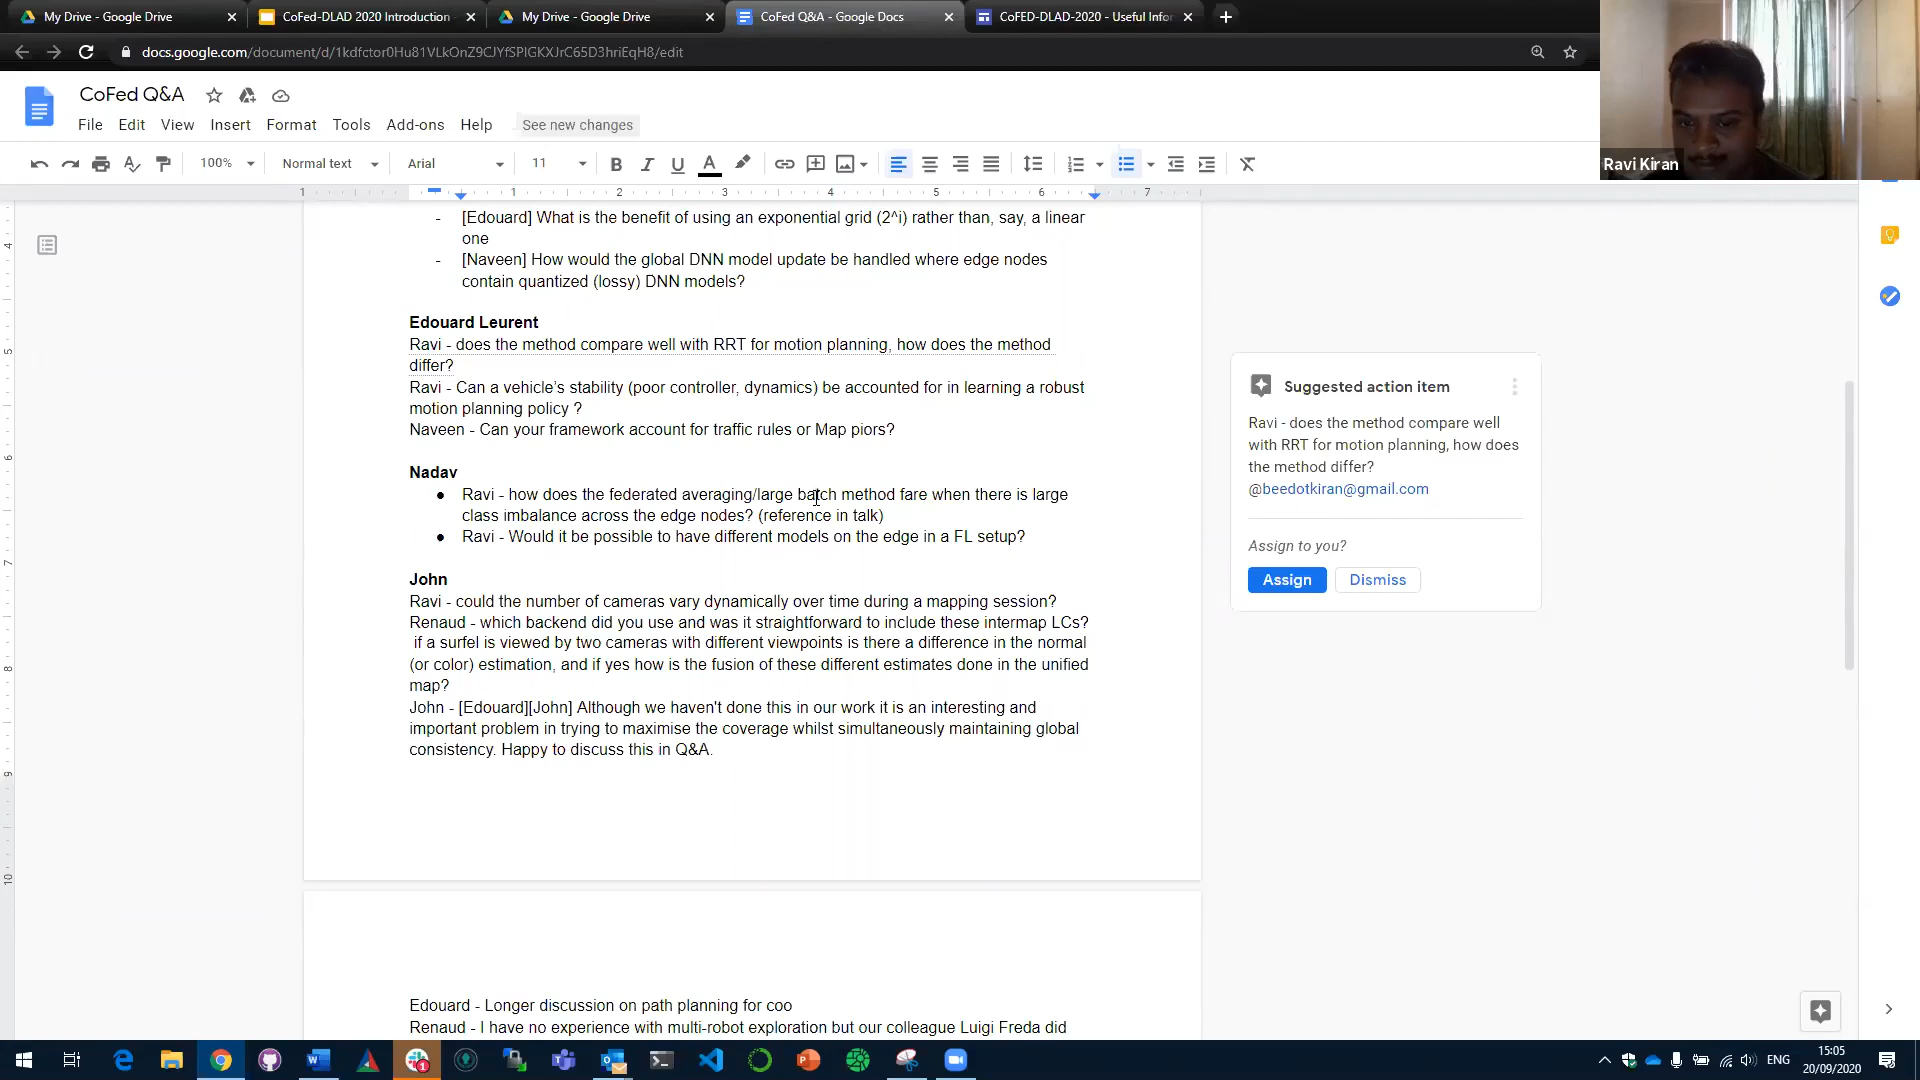 My Drive - Google Drive
CoFed-DLAD 2020 Introduction
My Drive - Google Drive
CoFed Q&A - Google Docs
CoFED-DLAD-2020 - Useful Infor
docs.google.com/document/d/1kdfctor0Hu81VLkOnZ9CJYfSPlGKXJrC65D3hriEqH8/edit
CoFed Q&A
File Edit View Insert Format Tools Add-ons Help See new changes
100% Normal text Arial 11
Ravi Kiran
1 1 2 3 4 5 6 7
- [Edouard] What is the benefit of using an exponential grid (2^i) rather than, say, a linear
one
- [Naveen] How would the global DNN model update be handled where edge nodes
contain quantized (lossy) DNN models?
Edouard Leurent
Ravi - does the method compare well with RRT for motion planning, how does the method
differ?
Ravi - Can a vehicle's stability (poor controller, dynamics) be accounted for in learning a robust
motion planning policy ?
Naveen - Can your framework account for traffic rules or Map piors?
Nadav
● Ravi - how does the federated averaging/large batch method fare when there is large
class imbalance across the edge nodes? (reference in talk)
● Ravi - Would it be possible to have different models on the edge in a FL setup?
John
Ravi - could the number of cameras vary dynamically over time during a mapping session?
Renaud - which backend did you use and was it straightforward to include these intermap LCs?
if a surfel is viewed by two cameras with different viewpoints is there a difference in the normal
(or color) estimation, and if yes how is the fusion of these different estimates done in the unified
map?
John - [Edouard][John] Although we haven't done this in our work it is an interesting and
important problem in trying to maximise the coverage whilst simultaneously maintaining global
consistency. Happy to discuss this in Q&A.
Edouard - Longer discussion on path planning for coo
Renaud - I have no experience with multi-robot exploration but our colleague Luigi Freda did
Suggested action item
Ravi - does the method compare well
with RRT for motion planning, how does
the method differ?
@beedotkiran@gmail.com
Assign to you?
Assign Dismiss
4
5
6
7
8
9
10
ENG
15:05
20/09/2020